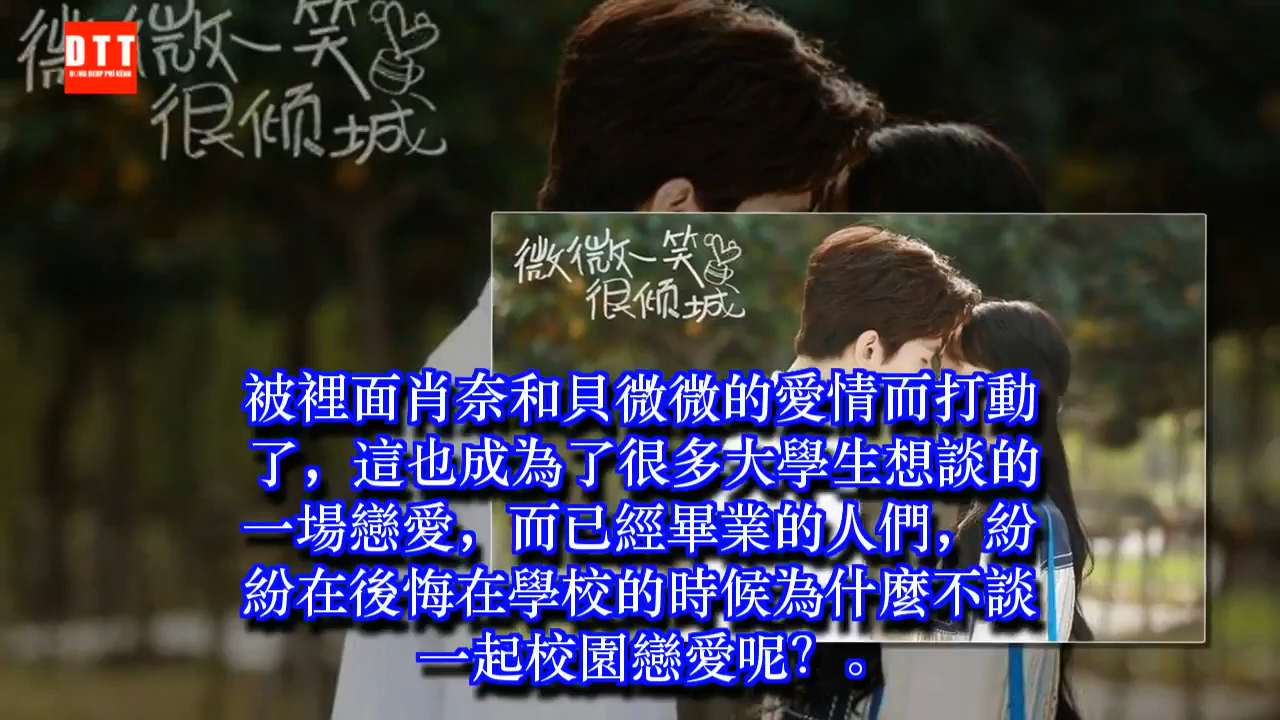 微微一笑
很倾城
DTT
DÙNG REUP PHÍ KÊNH
微微一笑
很倾城
被裡面肖奈和貝微微的愛情而打動
了，這也成為了很多大學生想談的
一場戀愛，而已經畢業的人們，紛
紛在後悔在學校的時候為什麼不談
一起校園戀愛呢？。